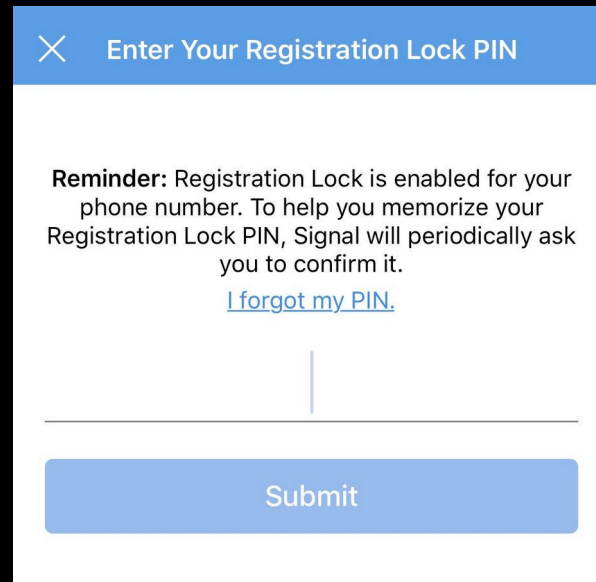 Enter Your Registration Lock PIN
Reminder: Registration Lock is enabled for your
phone number. To help you memorize your
Registration Lock PIN, Signal will periodically ask
you to confirm it.
I forgot my PIN.
Submit